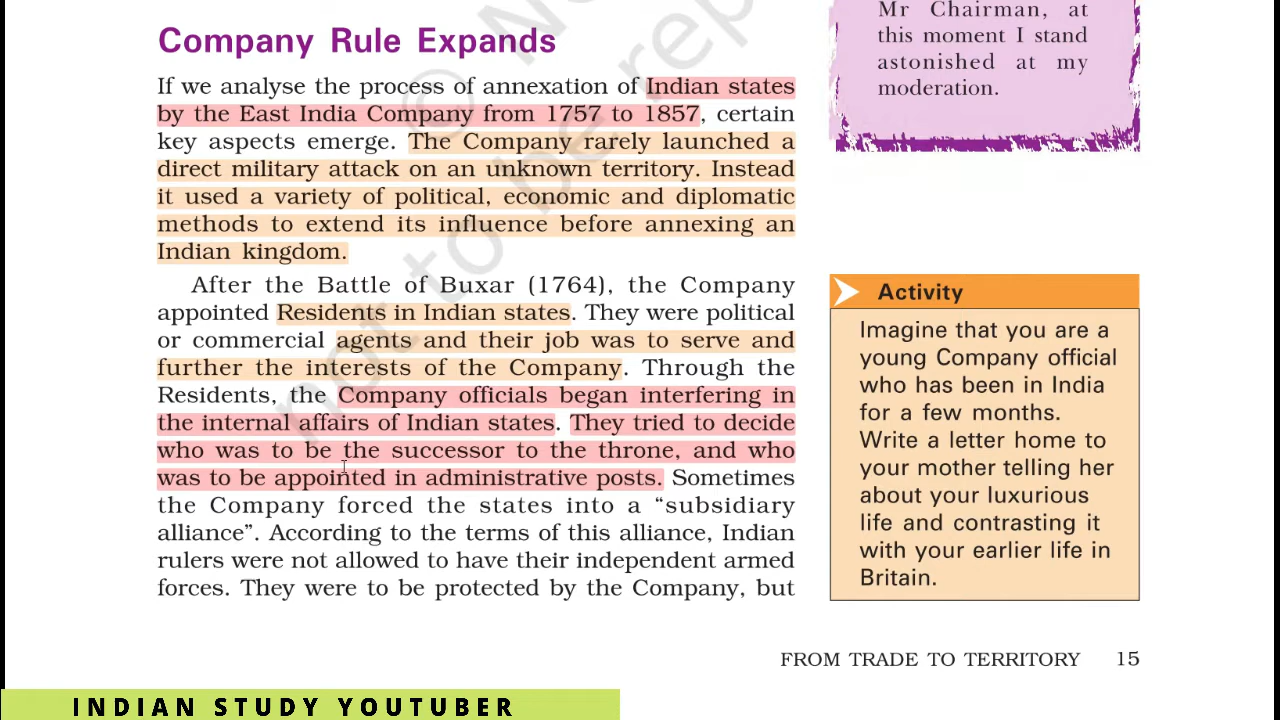 Company Rule Expands
If we analyse the process of annexation of Indian states
by the East India Company from 1757 to 1857, certain
key aspects emerge. The Company rarely launched a
direct military attack on an unknown territory. Instead
it used a variety of political, economic and diplomatic
methods to extend its influence before annexing an
Indian kingdom.
After the Battle of Buxar (1764), the Company
appointed Residents in Indian states. They were political
or commercial agents and their job was to serve and
further the interests of the Company. Through the
Residents, the Company officials began interfering in
the internal affairs of Indian states. They tried to decide
who was to be the successor to the throne, and who
was to be appointed in administrative posts. Sometimes
the Company forced the states into a “subsidiary
alliance”. According to the terms of this alliance, Indian
rulers were not allowed to have their independent armed
forces. They were to be protected by the Company, but
Mr Chairman, at
this moment I stand
astonished at my
moderation.
Activity
Imagine that you are a
young Company official
who has been in India
for a few months.
Write a letter home to
your mother telling her
about your luxurious
life and contrasting it
with your earlier life in
Britain.
FROM TRADE TO TERRITORY 15
INDIAN STUDY YOUTUBER
not to be rep